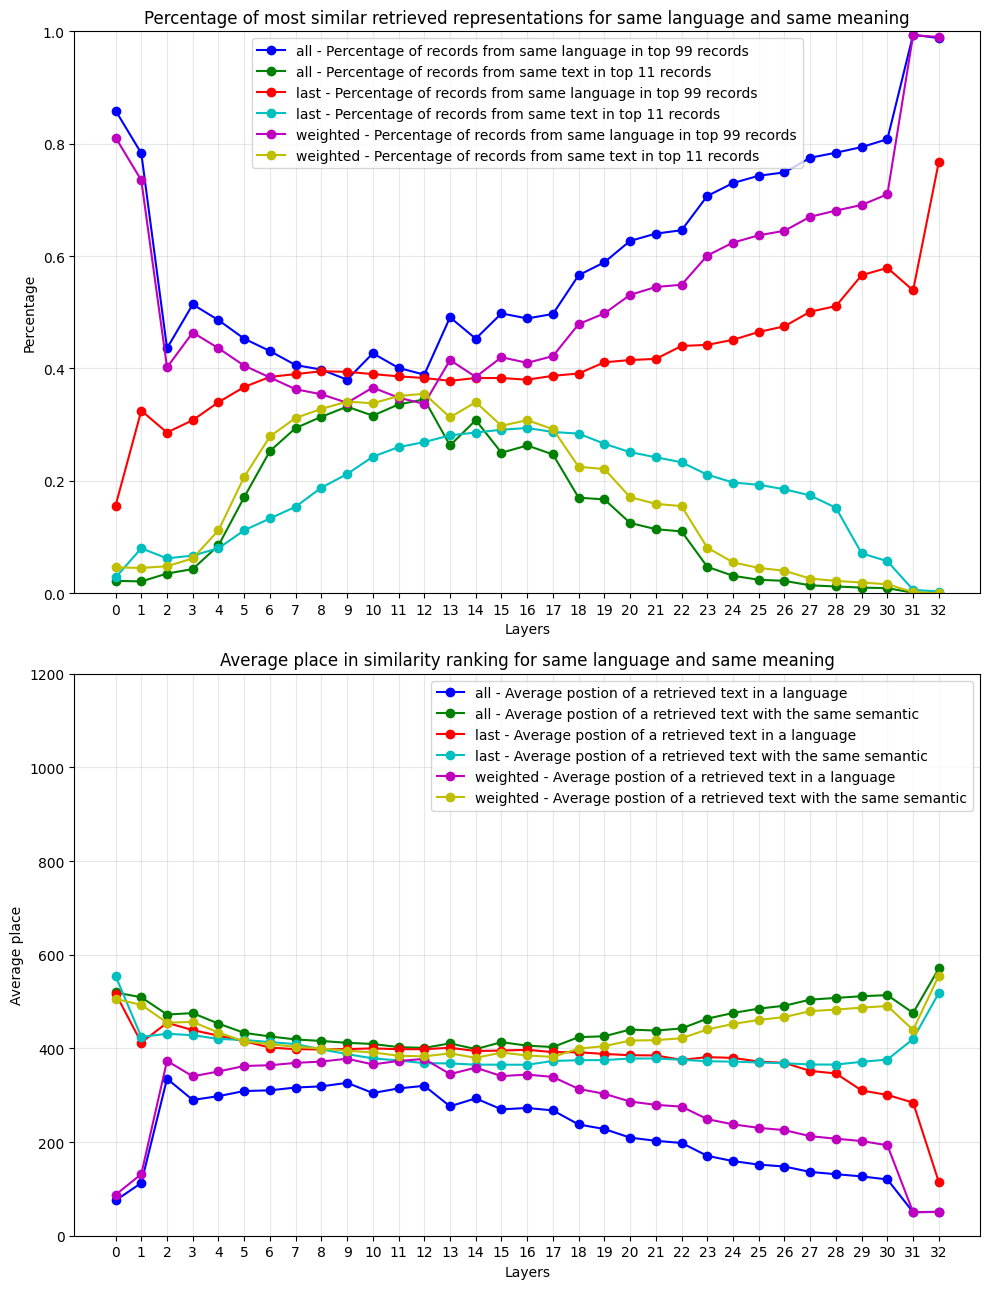 Percentage of most similar retrieved representations for same language and same meaning
all - Percentage of records from same language in top 99 records
all - Percentage of records from same text in top 11 records
last - Percentage of records from same language in top 99 records
last - Percentage of records from same text in top 11 records
weighted - Percentage of records from same language in top 99 records
weighted - Percentage of records from same text in top 11 records
Percentage
1.0
0.8
0.6
0.4
0.2
0.0
0 1 2 3 4 5 6 7 8 9 10 11 12 13 14 15 16 17 18 19 20 21 22 23 24 25 26 27 28 29 30 31 32
Layers
Average place in similarity ranking for same language and same meaning
all - Average postion of a retrieved text in a language
all - Average postion of a retrieved text with the same semantic
last - Average postion of a retrieved text in a language
last - Average postion of a retrieved text with the same semantic
weighted - Average postion of a retrieved text in a language
weighted - Average postion of a retrieved text with the same semantic
Average place
1200
1000
800
600
400
200
0
0 1 2 3 4 5 6 7 8 9 10 11 12 13 14 15 16 17 18 19 20 21 22 23 24 25 26 27 28 29 30 31 32
Layers